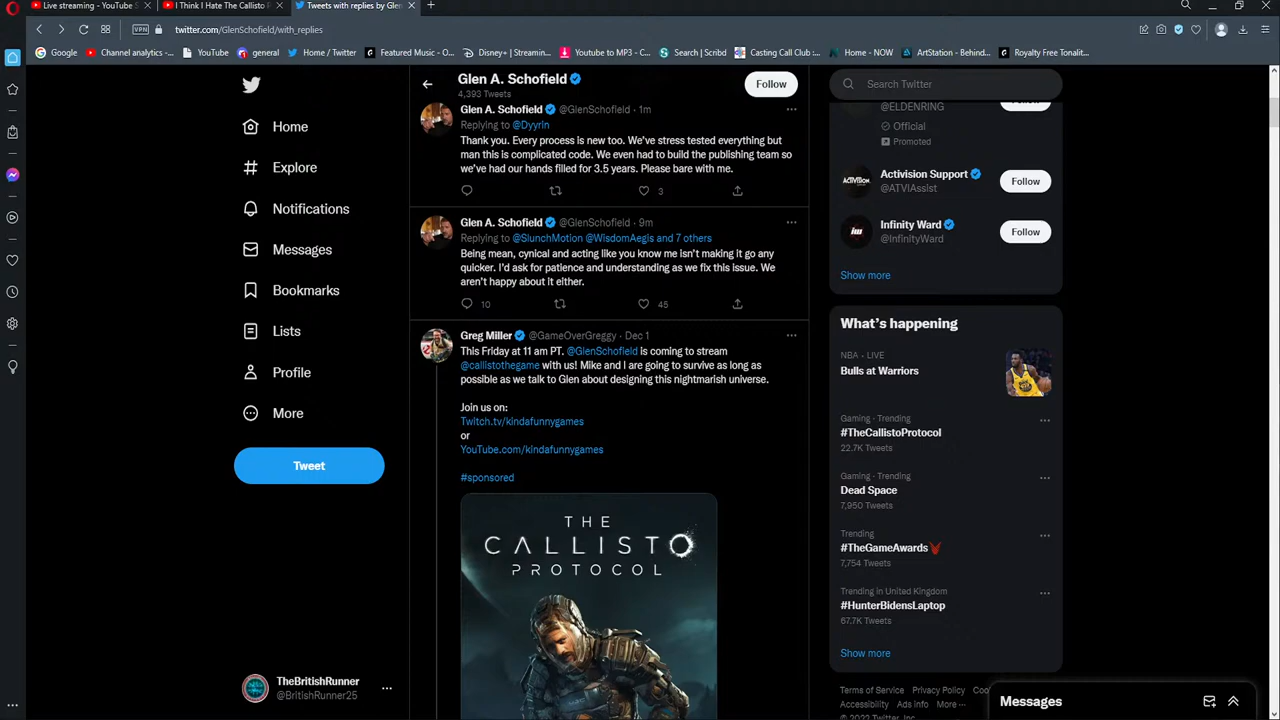 Live streaming - YouTube S
I Think I Hate The Callisto P
Tweets with replies by Glen
VPN
twitter.com/GlenSchofield/with_replies
Google
Channel analytics -...
YouTube
general
Home / Twitter
Featured Music - O...
Disney+ | Streamin...
Youtube to MP3 - C...
Search | Scribd
Casting Call Club :...
Home - NOW
ArtStation - Behind...
Royalty Free Tonalit...
Home
Explore
Notifications
Messages
Bookmarks
Lists
Profile
More
Tweet
TheBritishRunner
@BritishRunner25
Glen A. Schofield
4,393 Tweets
Follow
Glen A. Schofield @GlenSchofield · 1m
Replying to @Dyyrin
Thank you. Every process is new too. We've stress tested everything but
man this is complicated code. We even had to build the publishing team so
we've had our hands filled for 3.5 years. Please bare with me.
3
Glen A. Schofield @GlenSchofield · 9m
Replying to @SlunchMotion @WisdomAegis and 7 others
Being mean, cynical and acting like you know me isn't making it go any
quicker. I'd ask for patience and understanding as we fix this issue. We
aren't happy about it either.
10
45
Greg Miller @GameOverGreggy · Dec 1
This Friday at 11 am PT, @GlenSchofield is coming to stream
@callistothegame with us! Mike and I are going to survive as long as
possible as we talk to Glen about designing this nightmarish universe.
Join us on:
Twitch.tv/kindafunnygames
or
YouTube.com/kindafunnygames
#sponsored
THE
CALLISTO
PROTOCOL
Search Twitter
@ELDENRING
Follow
Official
Promoted
ACTIVISION
Activision Support
@ATVIAssist
Follow
IW
Infinity Ward
@InfinityWard
Follow
Show more
What's happening
NBA · LIVE
Bulls at Warriors
Gaming · Trending
#TheCallistoProtocol
22.7K Tweets
Gaming · Trending
Dead Space
7,950 Tweets
Trending
#TheGameAwards
7,754 Tweets
Trending in United Kingdom
#HunterBidensLaptop
67.7K Tweets
Show more
Terms of Service Privacy Policy Coo
Accessibility Ads info More ···
© 2022 Twitter, Inc.
Messages